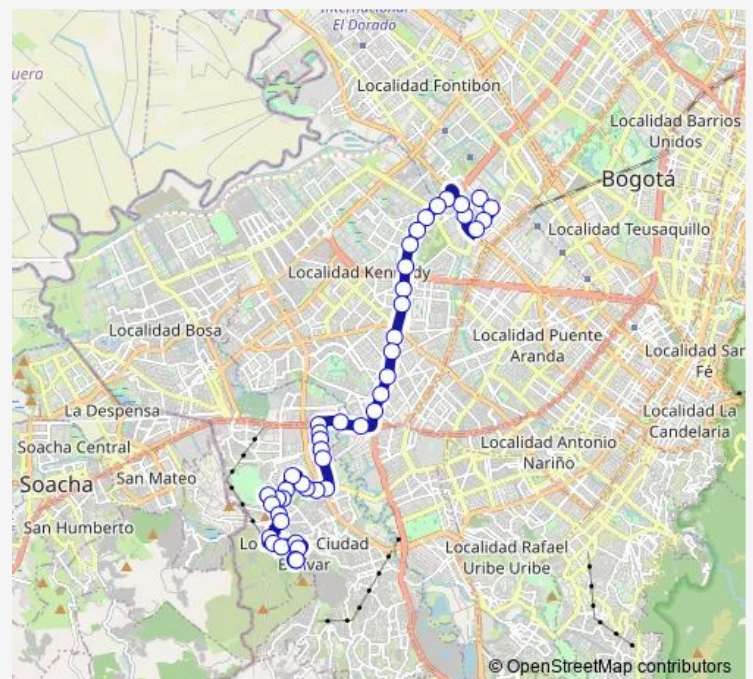 Internacional
El Dorado
uera
Localidad Fontibón
Localidad Barrios
Unidos
Bogotá
Localidad Teusaquillo
Localidad Kennedy
Localidad Bosa
Localidad Puente
Aranda
Localidad San
Fé
La Despensa
Localidad La
Candelaria
Soacha Central
Localidad Antonio
Nariño
San Mateo
Soacha
San Humberto
Ciudad
Localidad Rafael
Uribe Uribe
© OpenStreetMap contributors